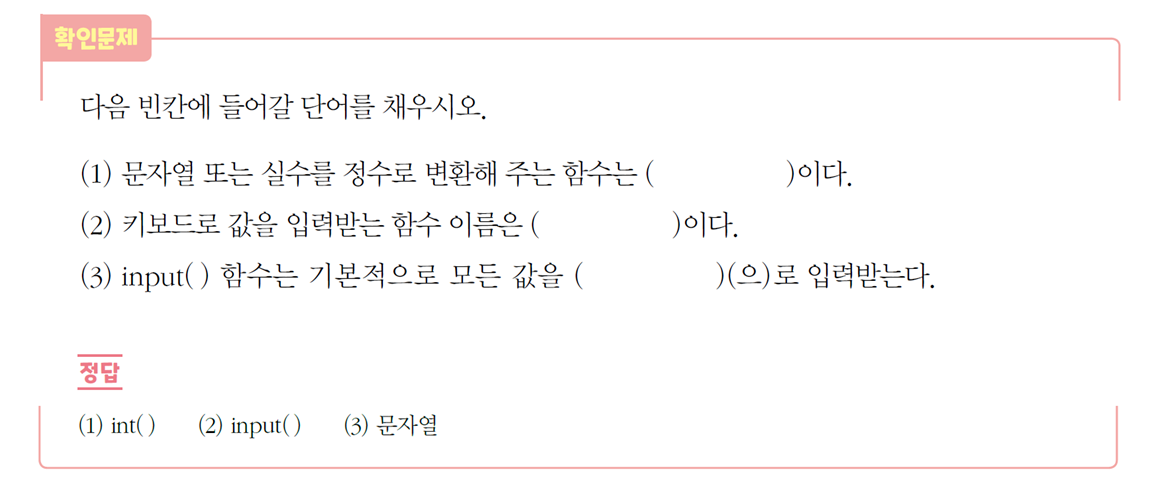 확인문제
다음 빈칸에 들어갈 단어를 채우시오.
(1) 문자열 또는 실수를 정수로 변환해 주는 함수는 (          )이다.
(2) 키보드로 값을 입력받는 함수 이름은 (          )이다.
(3) input( ) 함수는 기본적으로 모든 값을 (          )(으)로 입력받는다.
정답
(1) int( ) (2) input( ) (3) 문자열